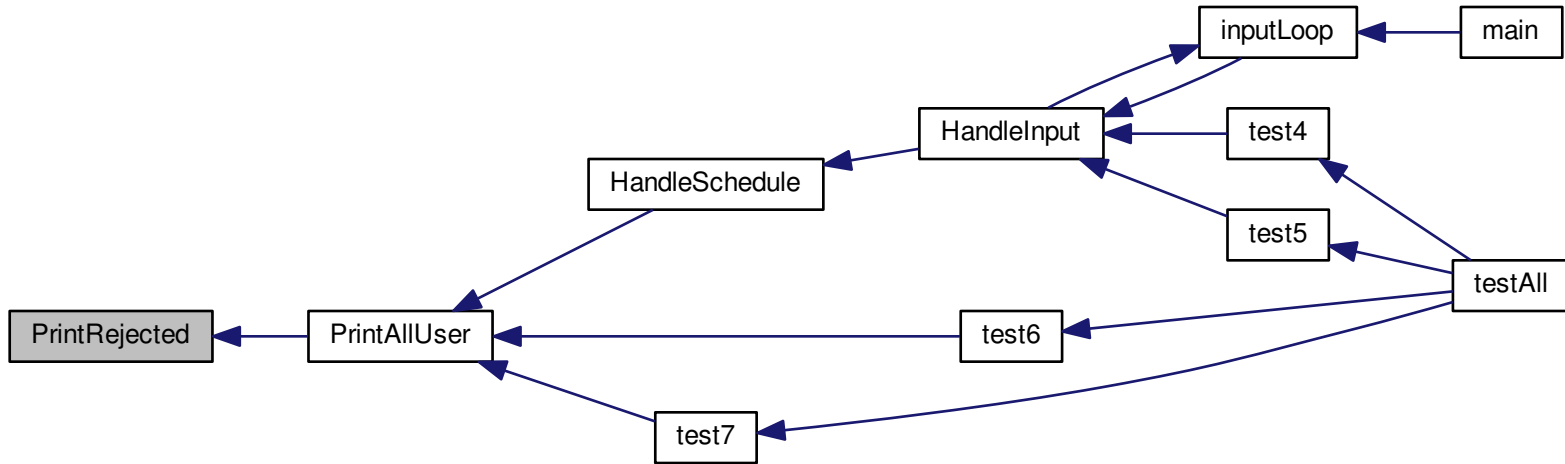 inputLoop
main
HandleInput
test4
HandleSchedule
test5
testAll
PrintRejected
PrintAllUser
test6
test7